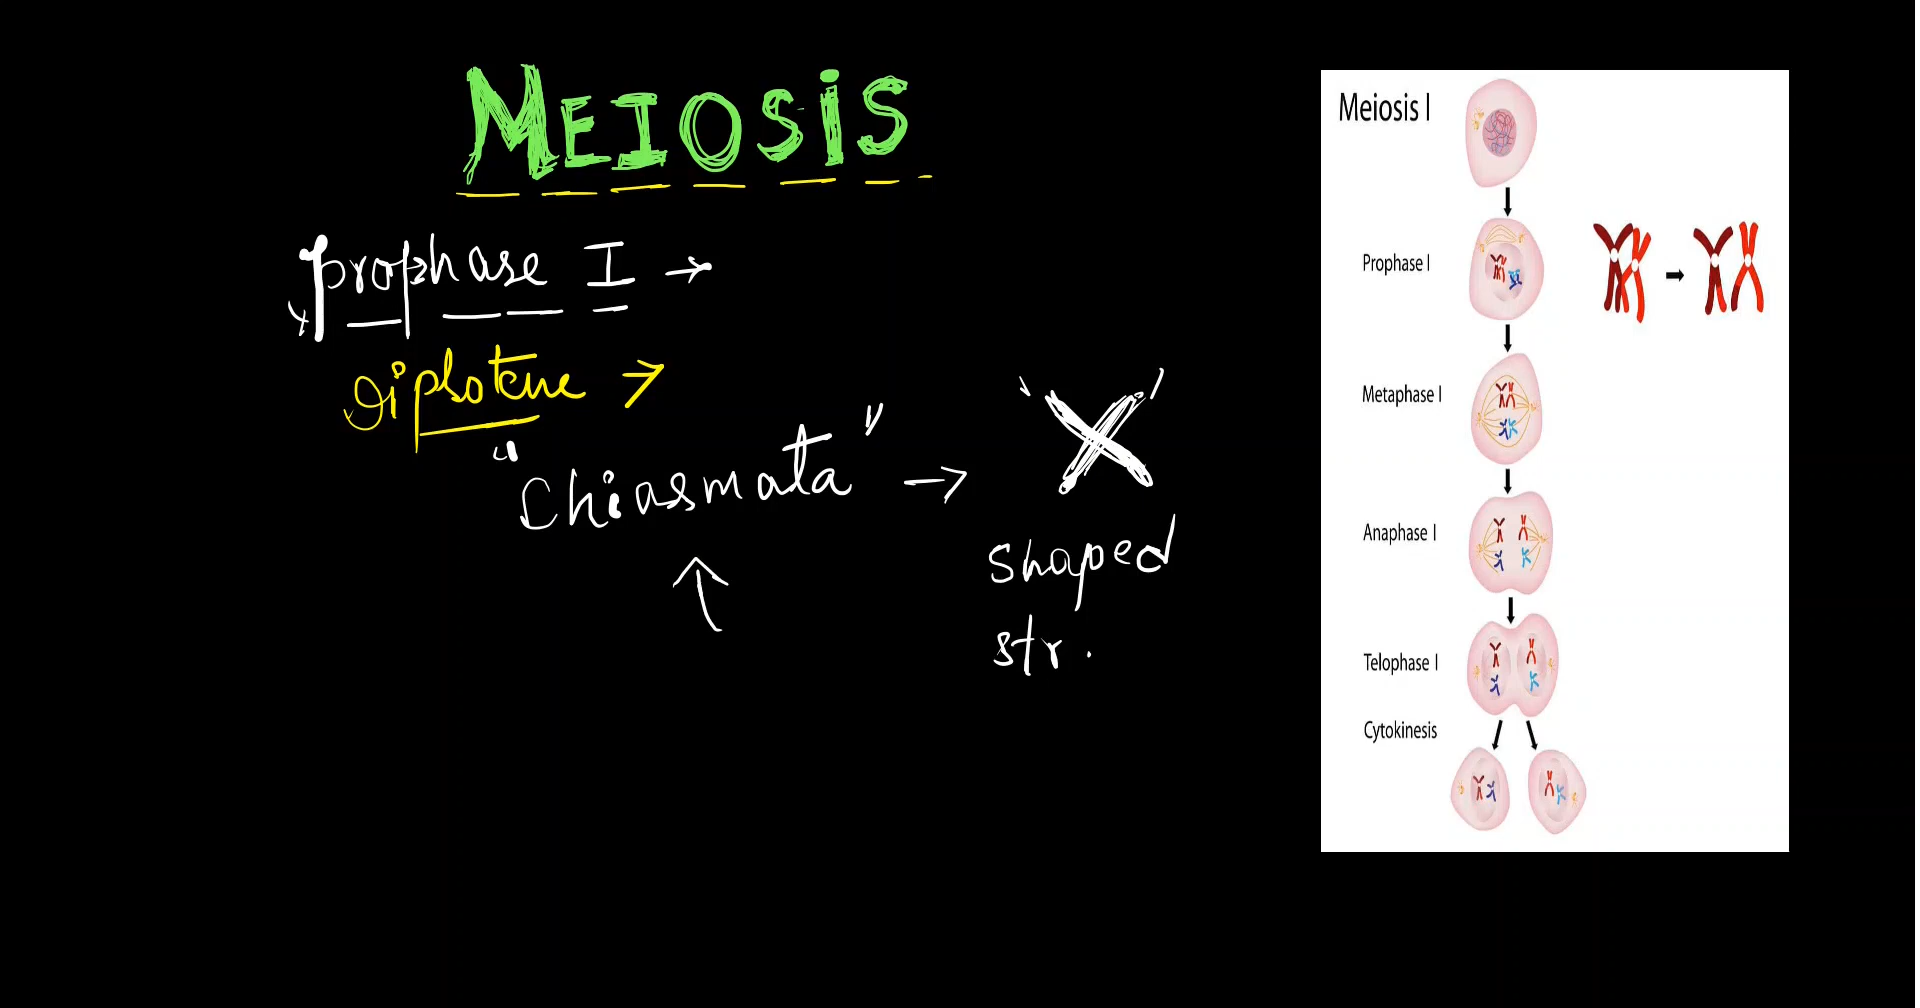 MEIOSIS
Prophase I →
Diplotene →
"Chiasmata" → X
shaped
str.
Meiosis I
Prophase I
Metaphase I
Anaphase I
Telophase I
Cytokinesis